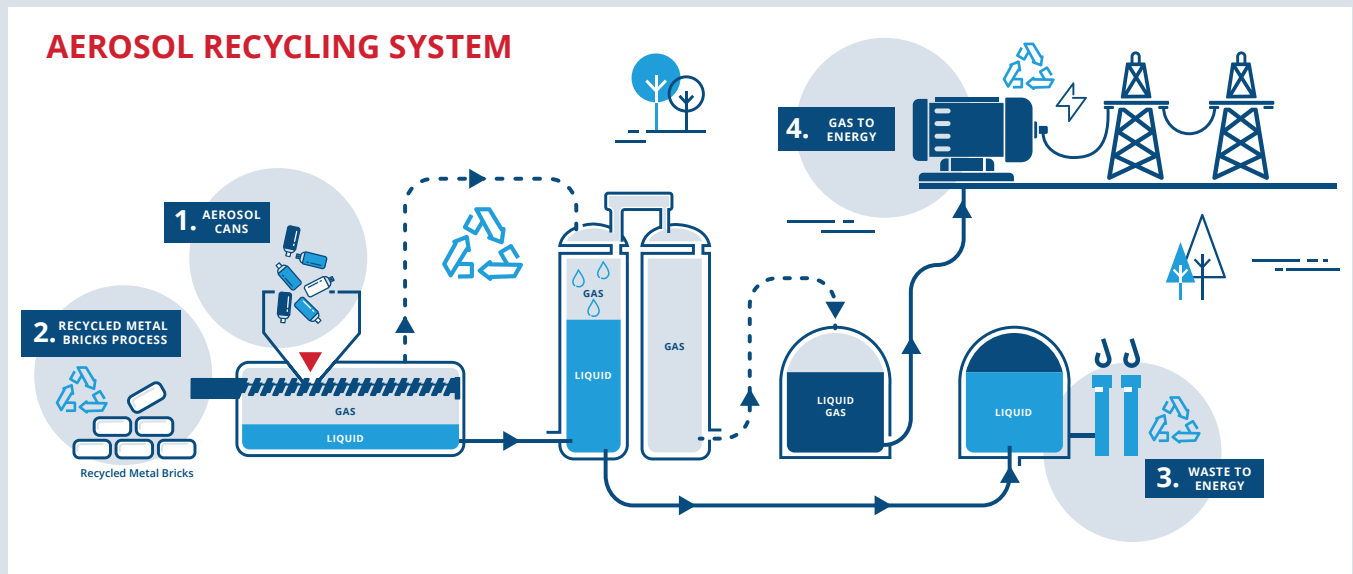 AEROSOL RECYCLING SYSTEM
1. AEROSOL
CANS
2. RECYCLED METAL
BRICKS PROCESS
Recycled Metal Bricks
GAS
LIQUID
GAS
LIQUID
GAS
LIQUID
GAS
LIQUID
3. WASTE TO
ENERGY
4. GAS TO
ENERGY